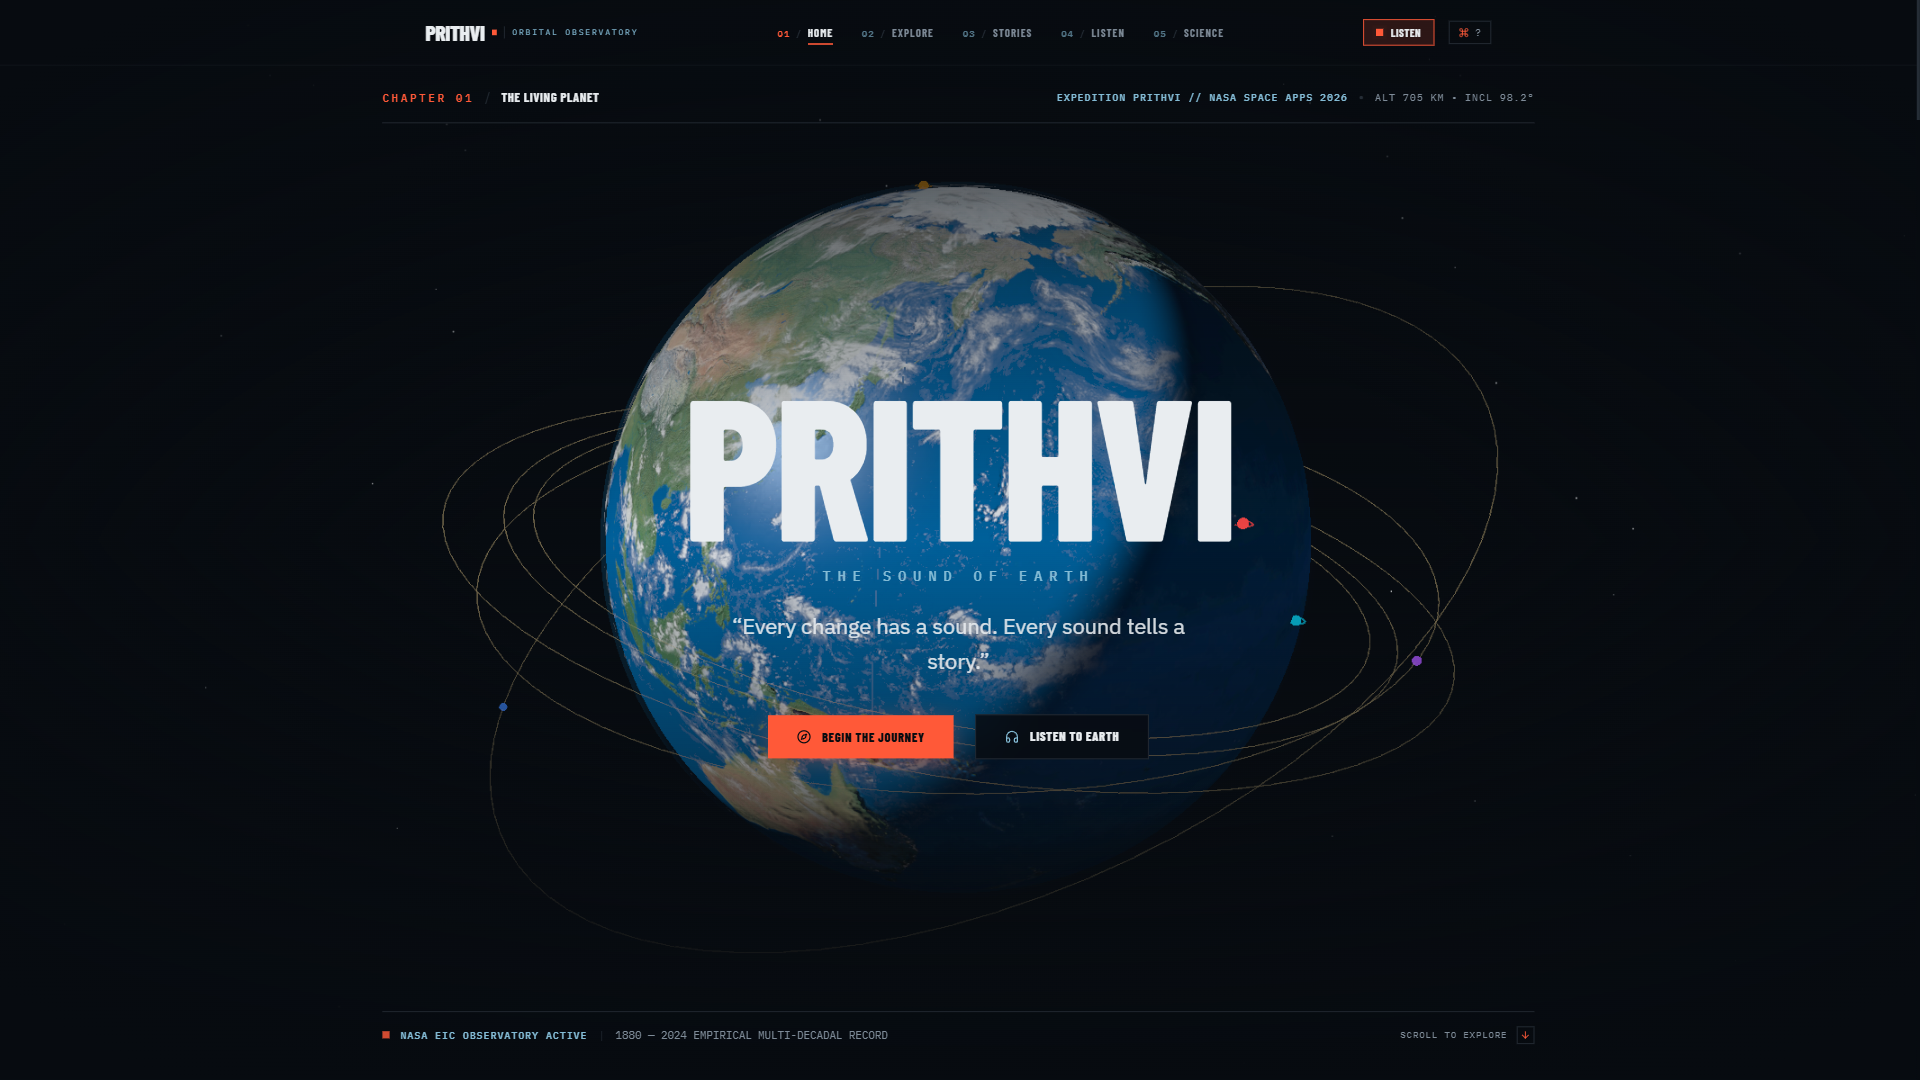 PRITHVI ORBITAL OBSERVATORY
01 / HOME 02 / EXPLORE 03 / STORIES 04 / LISTEN 05 / SCIENCE
LISTEN
⌘ ?
CHAPTER 01 / THE LIVING PLANET
EXPEDITION PRITHVI // NASA SPACE APPS 2026 • ALT 705 KM • INCL 98.2°
PRITHVI
THE SOUND OF EARTH
“Every change has a sound. Every sound tells a
story.”
BEGIN THE JOURNEY
LISTEN TO EARTH
NASA EIC OBSERVATORY ACTIVE | 1880 — 2024 EMPIRICAL MULTI-DECADAL RECORD
SCROLL TO EXPLORE ↓